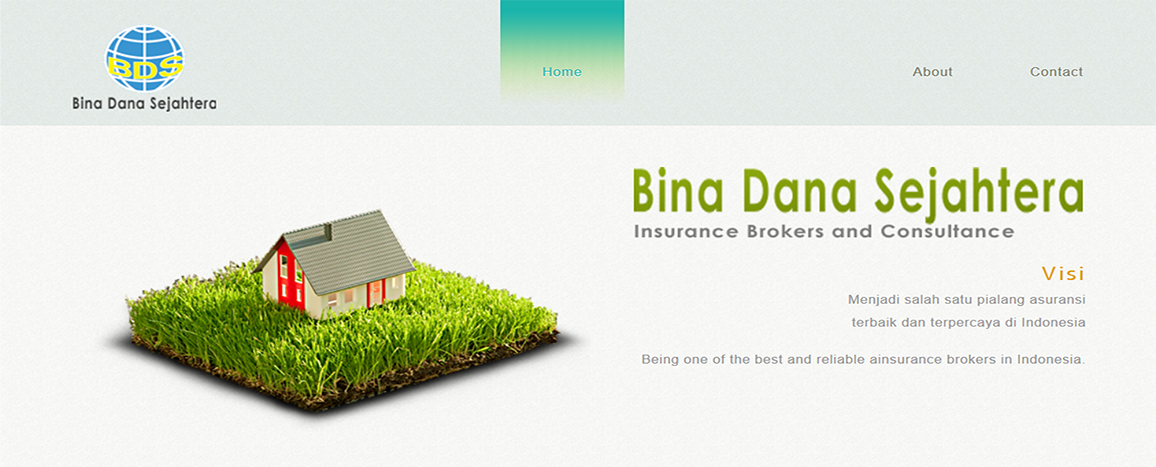 BDS
Bina Dana Sejahtera
Home
About
Contact
Bina Dana Sejahtera
Insurance Brokers and Consultance
Visi
Menjadi salah satu pialang asuransi
terbaik dan terpercaya di Indonesia
Being one of the best and reliable ainsurance brokers in Indonesia.